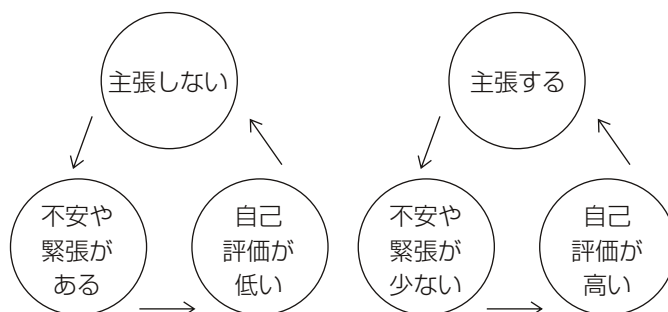 主張しない
不安や
緊張が
ある
自己
評価が
低い
主張する
不安や
緊張が
少ない
自己
評価が
高い